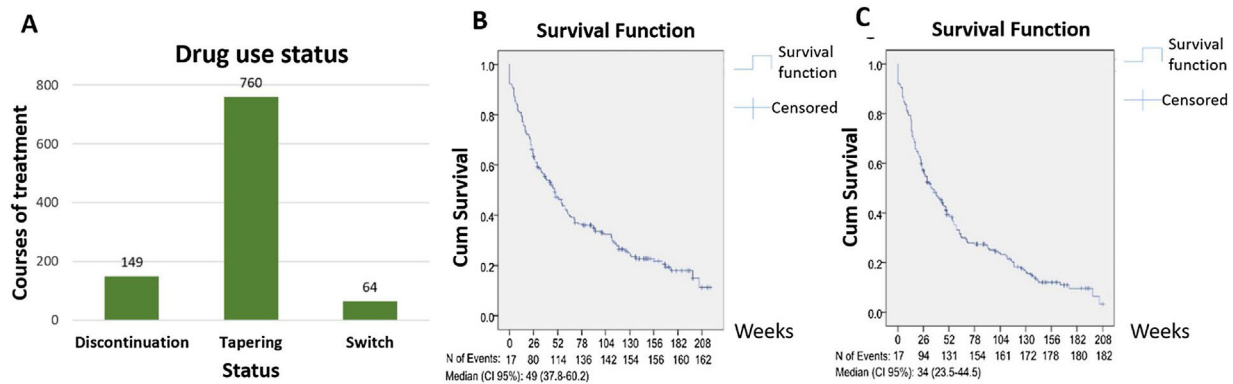 A
Drug use status
Courses of treatment
800
600
400
200
0
149
760
64
Discontinuation Tapering Switch
Status
B
Survival Function
Survival function
Censored
Cum Survival
1,0
0.8
0.6
0.4
0.2
0.0
0 26 52 78 104 130 156 182 208
Weeks
N of Events: 17 80 114 136 142 154 156 160 162
Median (CI 95%): 49 (37.8-60.2)
C
Survival Function
Survival function
Censored
Cum Survival
1.0
0.8
0.6
0.4
0.2
0.0
0 26 52 78 104 130 156 182 208
Weeks
N of Events: 17 94 131 154 161 172 178 180 182
Median (CI 95%): 34 (23.5-44.5)